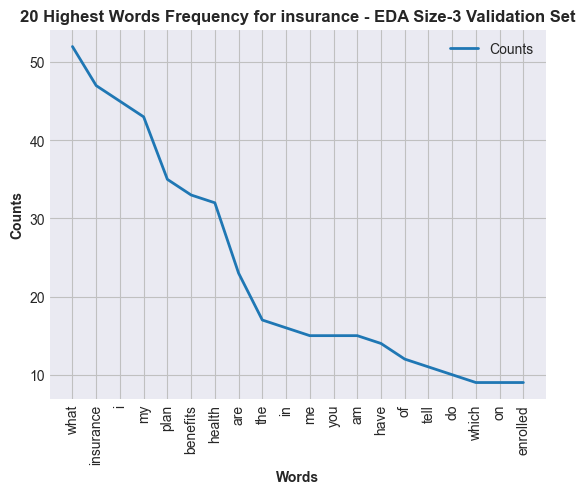 20 Highest Words Frequency for insurance - EDA Size-3 Validation Set
Counts
50
40
30
20
10
Counts
what
insurance
i
my
plan
benefits
health
are
the
in
me
you
am
have
of
tell
do
which
on
enrolled
Words